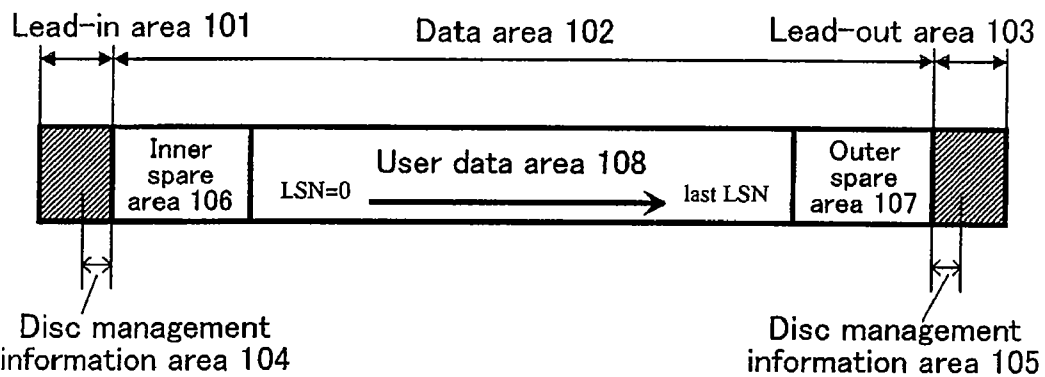 Lead-in area 101
Data area 102
Lead-out area 103
Inner
spare
area 106
User data area 108
LSN=0
last LSN
Outer
spare
area 107
Disc management
information area 104
Disc management
information area 105